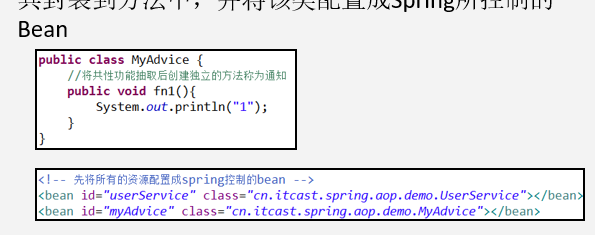 其封装到方法中，并将该类配置成Spring所控制的
Bean
public class MyAdvice {
//将共性功能抽取后创建独立的方法称为通知
public void fn1(){
System.out.println("1");
}
}
<!-- 先将所有的资源配置成spring控制的bean -->
<bean id="userService" class="cn.itcast.spring.aop.demo.UserService"></bean>
<bean id="myAdvice" class="cn.itcast.spring.aop.demo.MyAdvice"></bean>